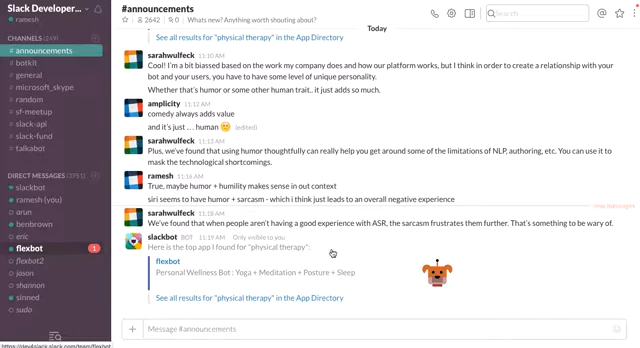 Slack Developer...
ramesh
CHANNELS (249)
# announcements
# botkit
# general
# microsoft_skype
# random
# sf-meetup
# slack-api
# slack-fund
# talkabot
DIRECT MESSAGES (3751)
slackbot
ramesh (you)
arun
benbrown
eric
flexbot 1
flexbot2
jason
shannon
sinned
sudo
#announcements
2642 | 0 | Whats new? Anything worth shouting about?
Search
Today
See all results for "physical therapy" in the App Directory
sarahwulfeck 11:10 AM
Cool! I'm a bit biassed based on the work my company does and how our platform works, but I think in order to create a relationship with your
bot and your users, you have to have some level of unique personality.
Whether that's humor or some other human trait.. it just adds so much.
amplicity 11:12 AM
comedy always adds value
and it's just ... human (edited)
sarahwulfeck 11:13 AM
Plus, we've found that using humor thoughtfully can really help you get around some of the limitations of NLP, authoring, etc. You can use it to
mask the technological shortcomings.
ramesh 11:16 AM
True, maybe humor + humility makes sense in out context
siri seems to have humor + sarcasm - which i think just leads to an overall negative experience
new messages
sarahwulfeck 11:18 AM
We've found that when people aren't having a good experience with ASR, the sarcasm frustrates them further. That's something to be wary of.
slackbot BOT 11:19 AM Only visible to you
Here is the top app I found for "physical therapy":
flexbot
Personal Wellness Bot : Yoga + Meditation + Posture + Sleep
See all results for "physical therapy" in the App Directory
Message #announcements
https://dev4slack.slack.com/team/flexbot